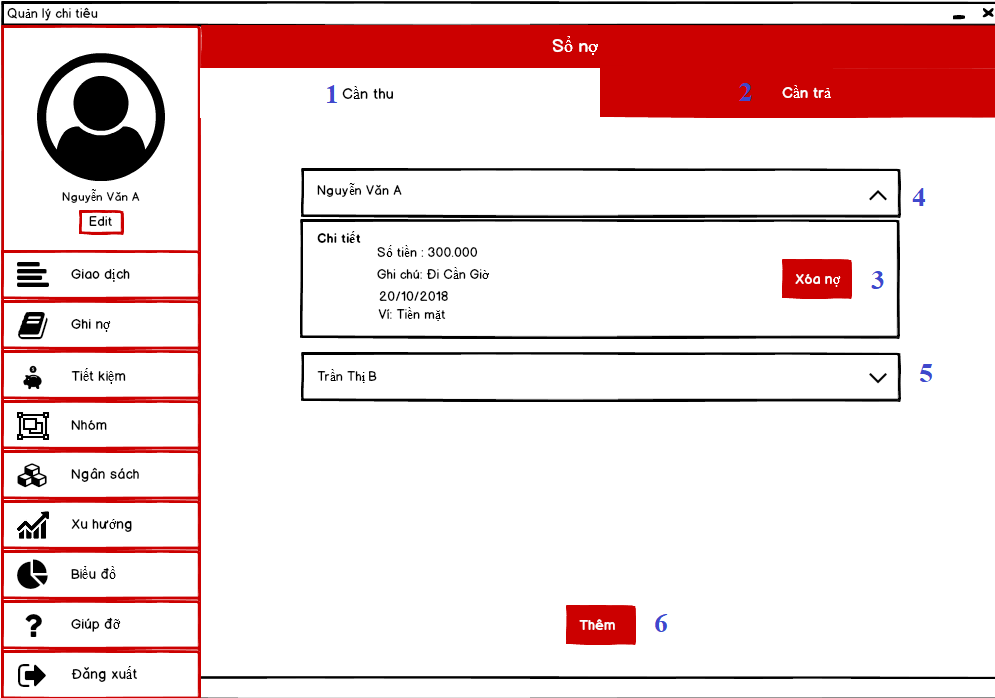 Quản lý chi tiêu
Nguyễn Văn A
Edit
Giao dịch
Ghi nợ
Tiết kiệm
Nhóm
Ngân sách
Xu hướng
Biểu đồ
Giúp đỡ
Đăng xuất
Sổ nợ
1 Cần thu
2 Cần trả
Nguyễn Văn A 4
Chi tiết
Số tiền : 300.000
Ghi chú: Đi Cần Giờ
Xóa nợ 3
20/10/2018
Ví: Tiền mặt
Trần Thị B 5
Thêm 6